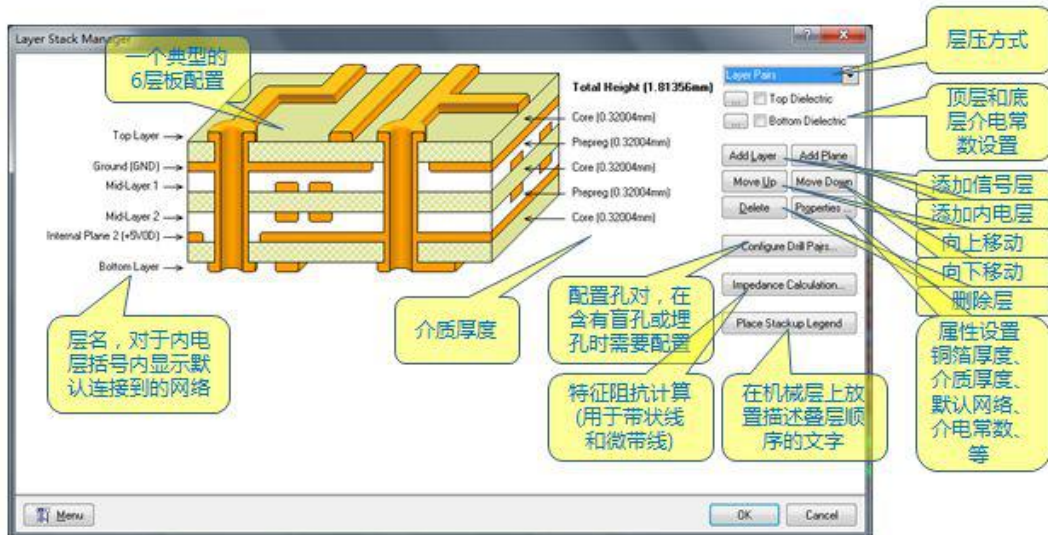 Layer Stack Manager
一个典型的
6层板配置
Total Height (1.81356mm)
Core (0.32004mm)
Prepreg (0.32004mm)
Core (0.32004mm)
Prepreg (0.32004mm)
Core (0.32004mm)
Top Layer
Ground (GND)
Mid-Layer 1
Mid-Layer 2
Internal Plane 2 (+5V0D)
Bottom Layer
Layer Pairs
... Top Dielectric
... Bottom Dielectric
Add Layer Add Plane
Move Up Move Down
Delete Properties ...
Configure Drill Pairs...
Impedance Calculation...
Place Stackup Legend
层压方式
顶层和底
层介电常
数设置
添加信号层
添加内电层
向上移动
向下移动
删除层
属性设置
铜箔厚度、
介质厚度、
默认网络、
介电常数、
等
层名，对于内电
层括号内显示默
认连接到的网络
介质厚度
配置孔对，在
含有盲孔或埋
孔时需要配置
特征阻抗计算
(用于带状线
和微带线)
在机械层上放
置描述叠层顺
序的文字
Menu
OK Cancel